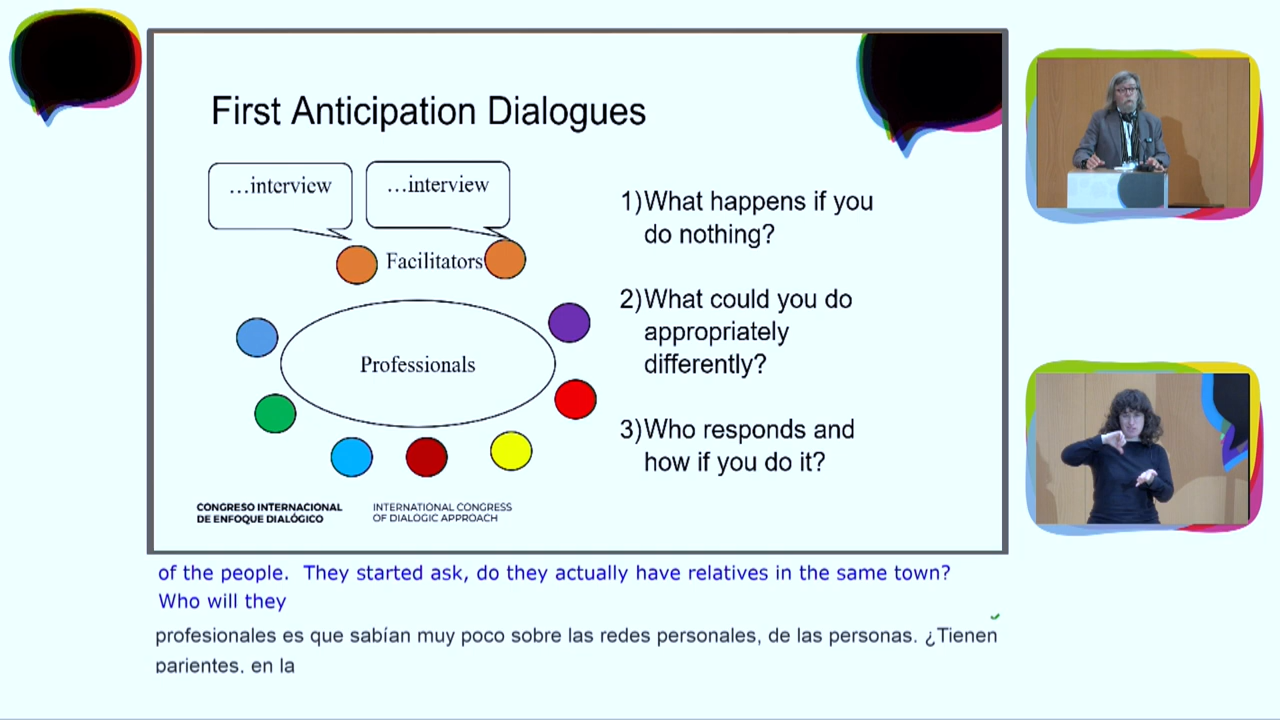 First Anticipation Dialogues
…interview
…interview
Facilitators
Professionals
1)What happens if you
do nothing?
2)What could you do
appropriately
differently?
3)Who responds and
how if you do it?
CONGRESO INTERNACIONAL
DE ENFOQUE DIALÓGICO
INTERNATIONAL CONGRESS
OF DIALOGIC APPROACH
of the people.  They started ask, do they actually have relatives in the same town?
Who will they
profesionales es que sabían muy poco sobre las redes personales, de las personas. ¿Tienen
parientes. en la